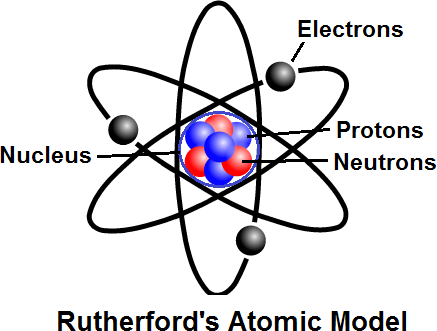 Electrons
Protons
Nucleus
Neutrons
Rutherford's Atomic Model